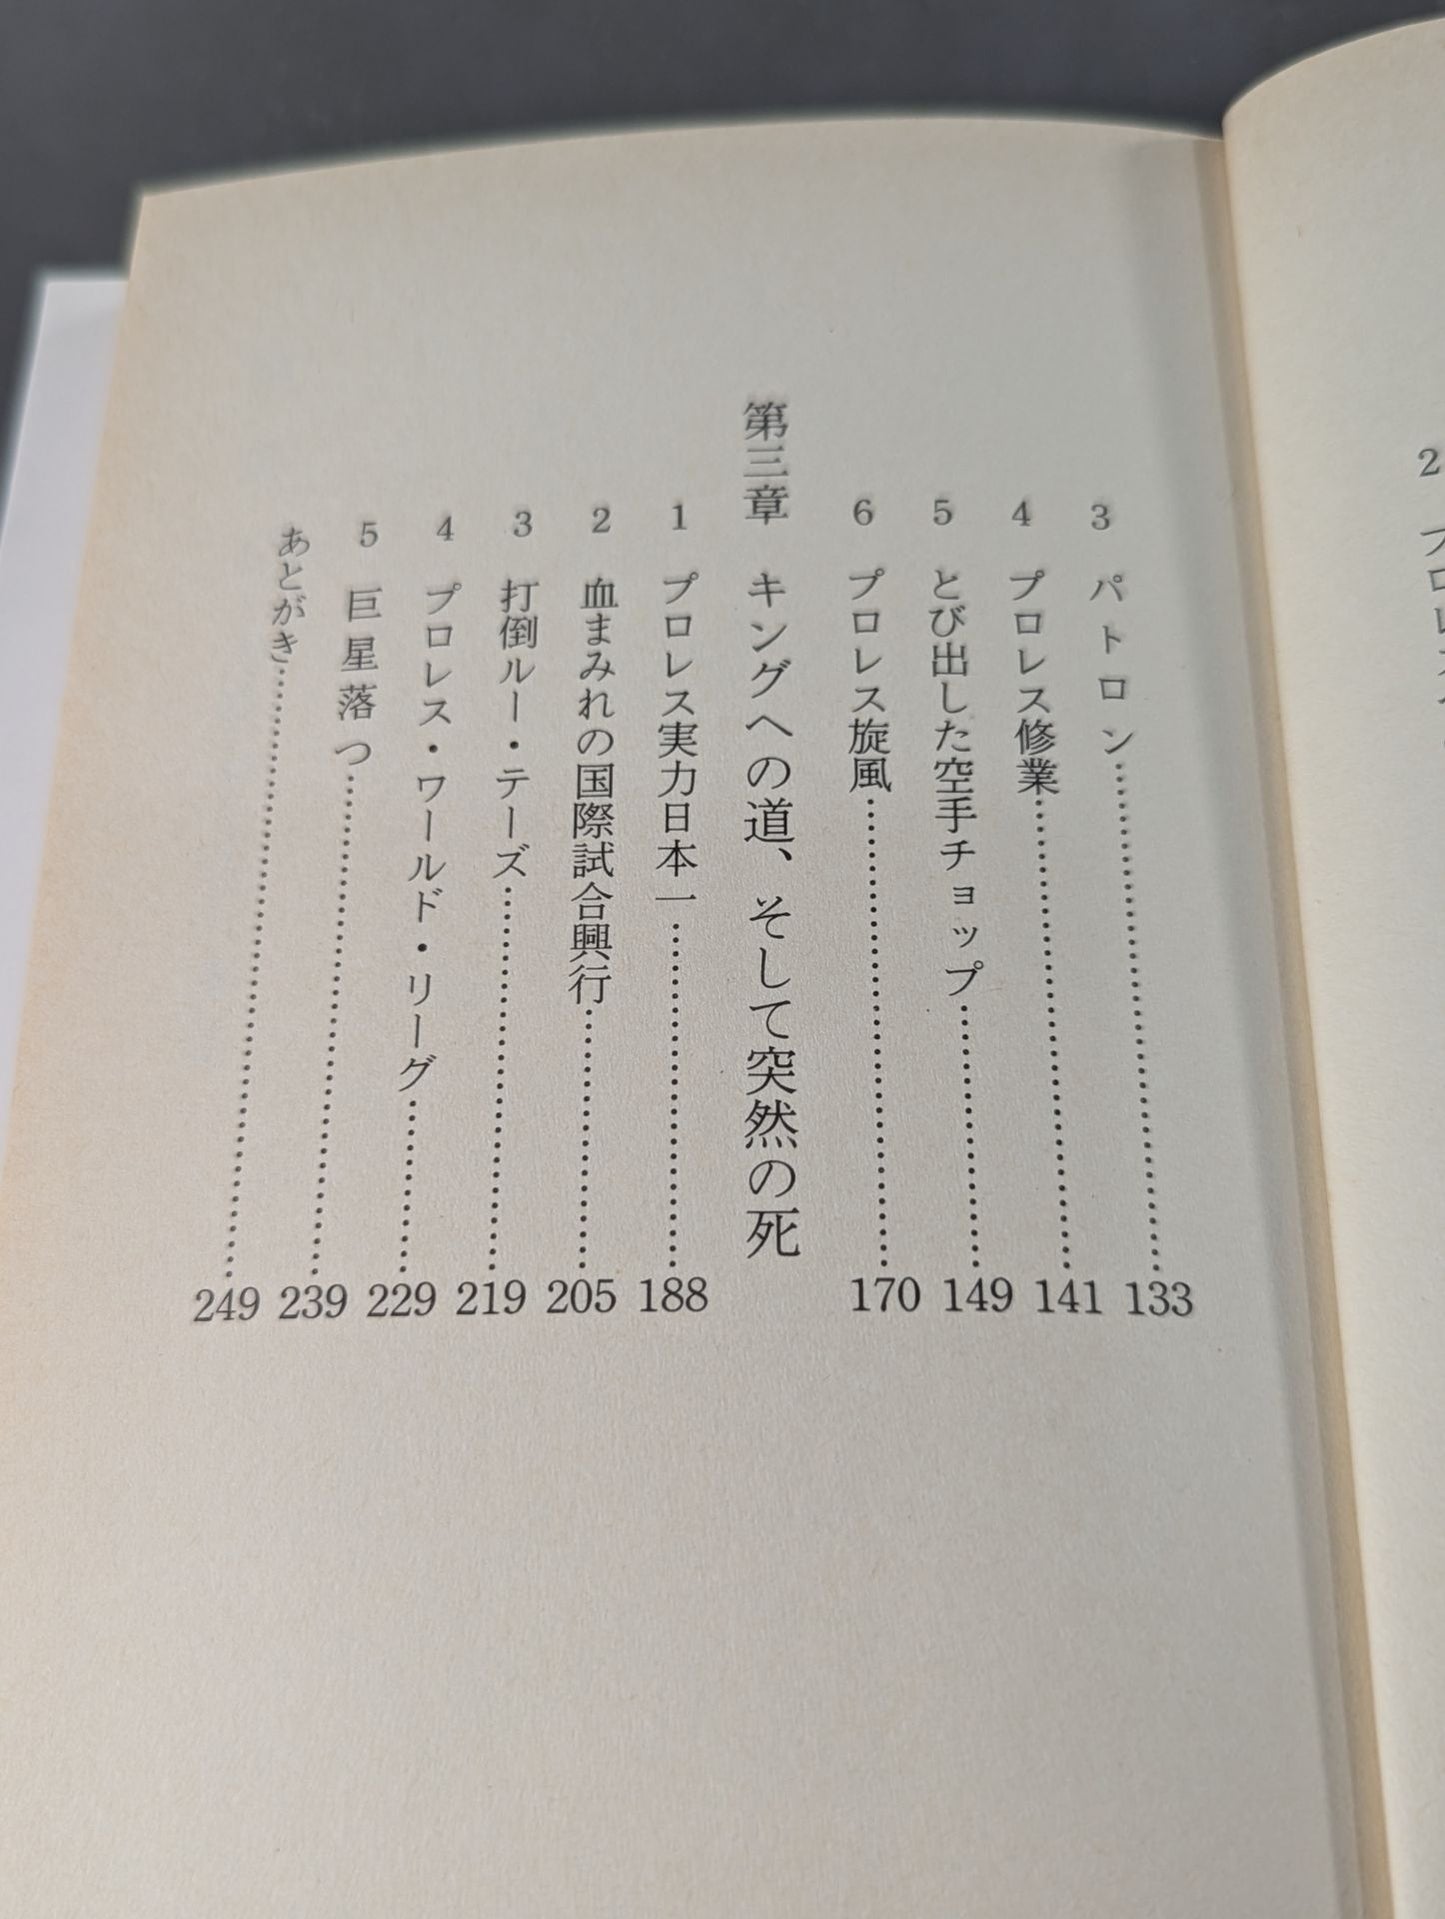 3 パトロン…………133
4 プロレス修業…………141
5 とび出した空手チョップ…………149
6 プロレス旋風…………170
第三章 キングへの道、そして突然の死
1 プロレス実力日本一…………188
2 血まみれの国際試合興行…………205
3 打倒ルー・テーズ…………219
4 プロレス・ワールド・リーグ…………229
5 巨星落つ…………239
あとがき…………249